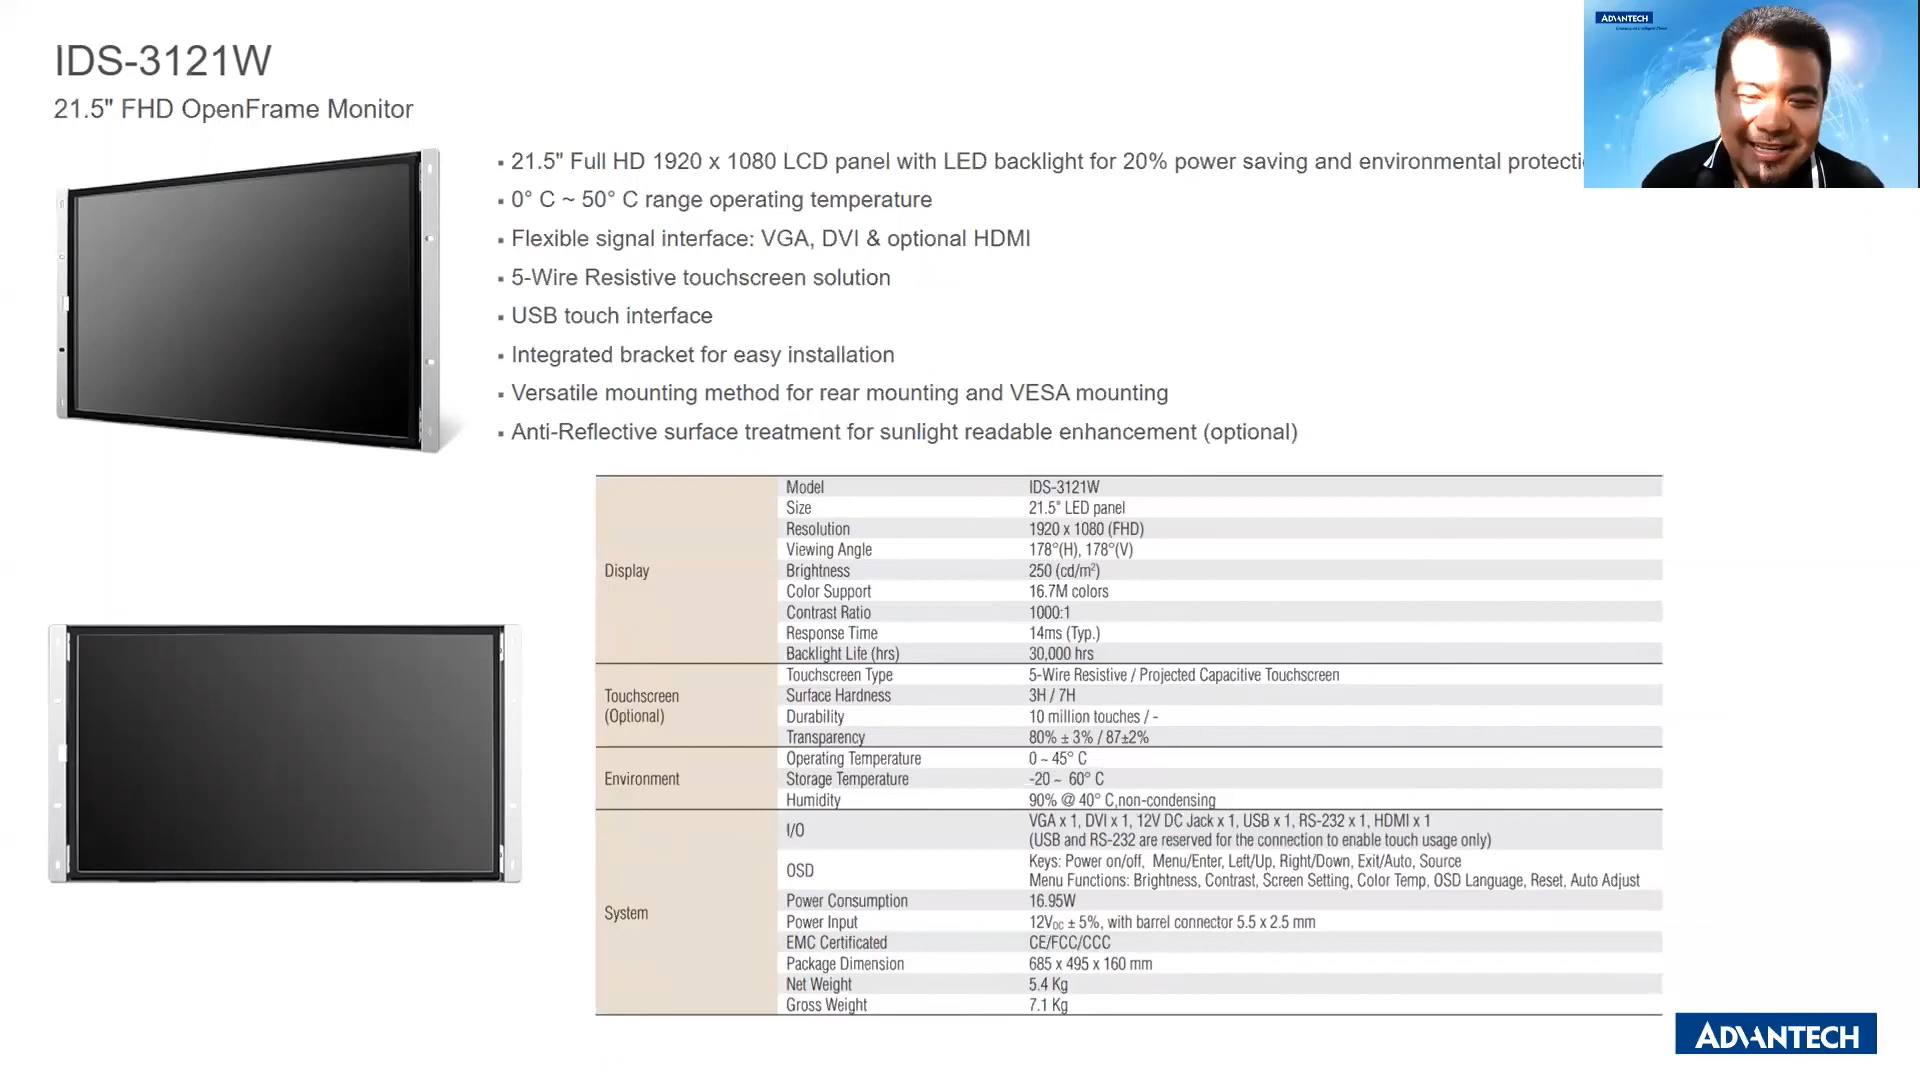 IDS-3121W
21.5" FHD OpenFrame Monitor
▪ 21.5" Full HD 1920 x 1080 LCD panel with LED backlight for 20% power saving and environmental
▪ 0° C ~ 50° C range operating temperature
▪ Flexible signal interface: VGA, DVI & optional HDMI
▪ 5-Wire Resistive touchscreen solution
▪ USB touch interface
▪ Integrated bracket for easy installation
▪ Versatile mounting method for rear mounting and VESA mounting
▪ Anti-Reflective surface treatment for sunlight readable enhancement (optional)
ADVANTECH
Display
Model IDS-3121W
Size 21.5" LED panel
Resolution 1920 x 1080 (FHD)
Viewing Angle 178°(H), 178°(V)
Brightness 250 (cd/m²)
Color Support 16.7M colors
Contrast Ratio 1000:1
Response Time 14ms (Typ.)
Backlight Life (hrs) 30,000 hrs
Touchscreen
(Optional)
Touchscreen Type 5-Wire Resistive / Projected Capacitive Touchscreen
Surface Hardness 3H / 7H
Durability 10 million touches / -
Transparency 80% ± 3% / 87±2%
Environment
Operating Temperature 0 ~ 45° C
Storage Temperature -20 ~ 60° C
Humidity 90% @ 40° C,non-condensing
System
I/O VGA x 1, DVI x 1, 12V DC Jack x 1, USB x 1, RS-232 x 1, HDMI x 1
(USB and RS-232 are reserved for the connection to enable touch usage only)
OSD Keys: Power on/off, Menu/Enter, Left/Up, Right/Down, Exit/Auto, Source
Menu Functions: Brightness, Contrast, Screen Setting, Color Temp, OSD Language, Reset, Auto Adjust
Power Consumption 16.95W
Power Input 12VDC ± 5%, with barrel connector 5.5 x 2.5 mm
EMC Certificated CE/FCC/CCC
Package Dimension 685 x 495 x 160 mm
Net Weight 5.4 Kg
Gross Weight 7.1 Kg
ADVANTECH